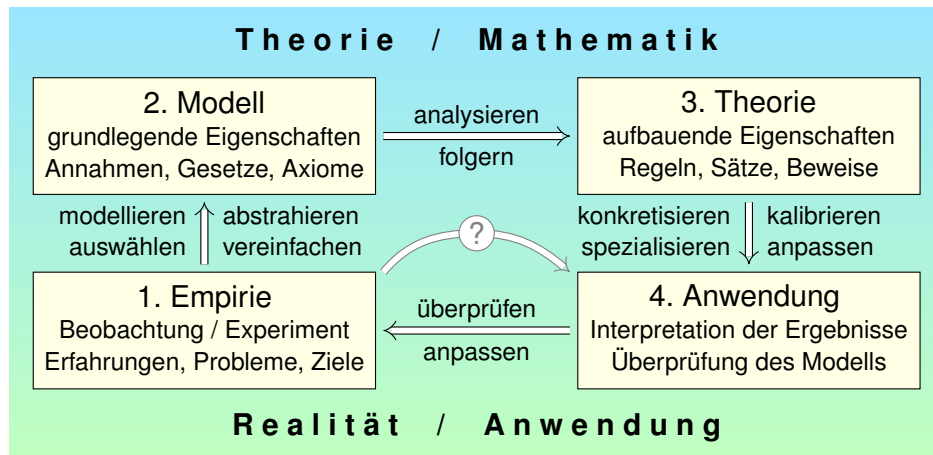 Theorie / Mathematik
2. Modell
grundlegende Eigenschaften
Annahmen, Gesetze, Axiome
analysieren
folgern
3. Theorie
aufbauende Eigenschaften
Regeln, Sätze, Beweise
modellieren
auswählen
abstrahieren
vereinfachen
?
konkretisieren
spezialisieren
kalibrieren
anpassen
1. Empirie
Beobachtung / Experiment
Erfahrungen, Probleme, Ziele
überprüfen
anpassen
4. Anwendung
Interpretation der Ergebnisse
Überprüfung des Modells
Realität / Anwendung